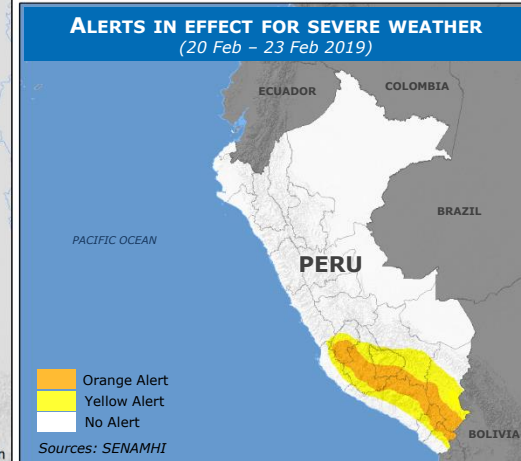 ALERTS IN EFFECT FOR SEVERE WEATHER
(20 Feb – 23 Feb 2019)
ECUADOR
COLOMBIA
BRAZIL
PACIFIC OCEAN
PERU
Orange Alert
Yellow Alert
No Alert
BOLIVIA
Sources: SENAMHI